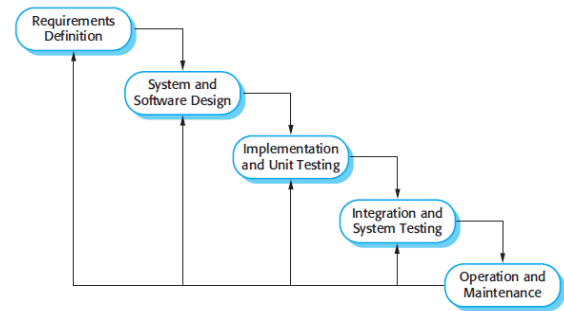 Requirements
Definition
System and
Software Design
Implementation
and Unit Testing
Integration and
System Testing
Operation and
Maintenance